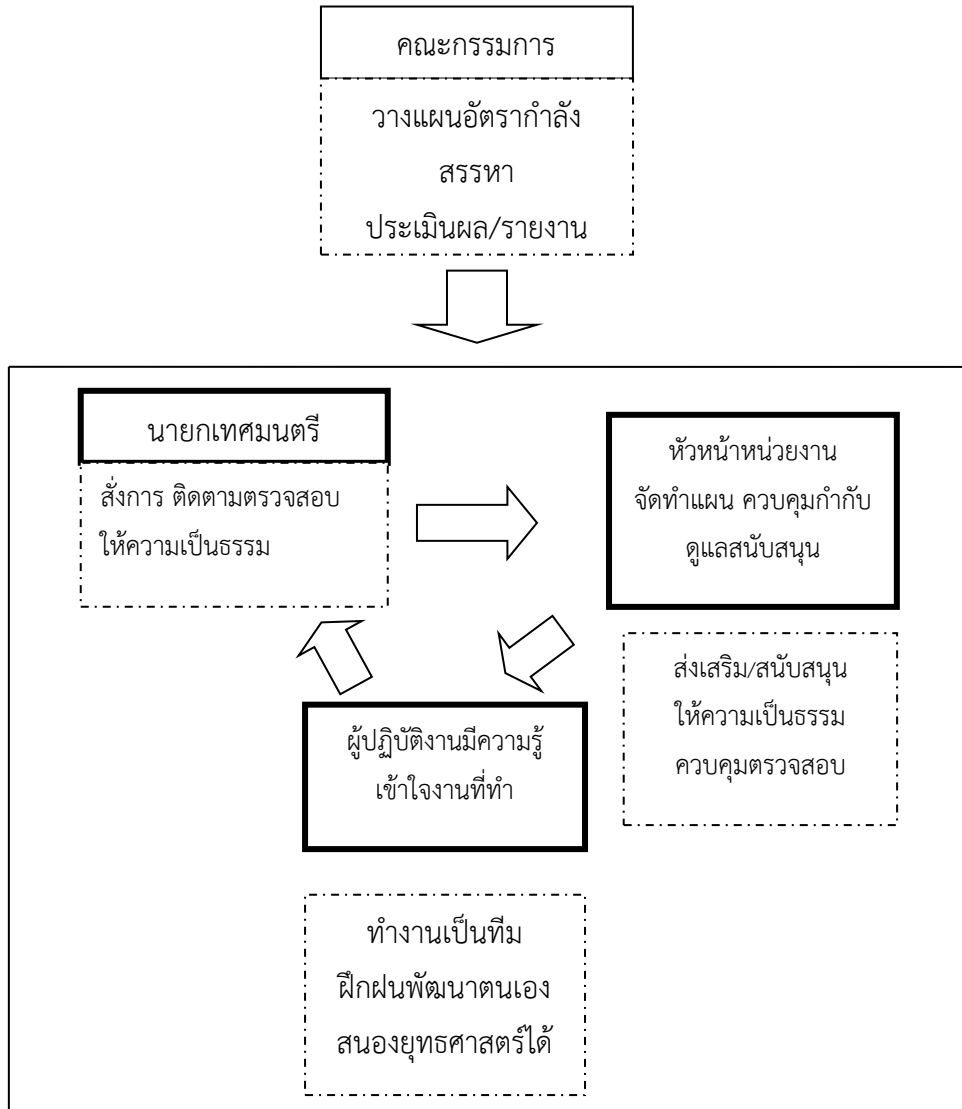 คณะกรรมการ
วางแผนอัตรากำลัง
สรรหา
ประเมินผล/รายงาน
นายกเทศมนตรี
สั่งการ ติดตามตรวจสอบ
ให้ความเป็นธรรม
หัวหน้าหน่วยงาน
จัดทำแผน ควบคุมกำกับ
ดูแลสนับสนุน
ส่งเสริม/สนับสนุน
ให้ความเป็นธรรม
ควบคุมตรวจสอบ
ผู้ปฏิบัติงานมีความรู้
เข้าใจงานที่ทำ
ทำงานเป็นทีม
ฝึกฝนพัฒนาตนเอง
สนองยุทธศาสตร์ได้